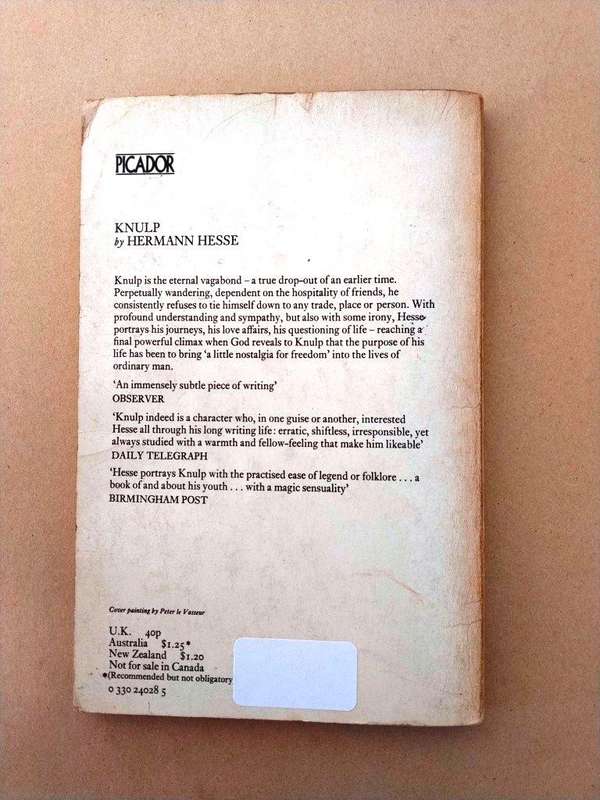 PICADOR
KNULP
by HERMANN HESSE
Knulp is the eternal vagabond – a true drop-out of an earlier time.
Perpetually wandering, dependent on the hospitality of friends, he
consistently refuses to tie himself down to any trade, place or person. With
profound understanding and sympathy, but also with some irony, Hesse
portrays his journeys, his love affairs, his questioning of life – reaching a
final powerful climax when God reveals to Knulp that the purpose of his
life has been to bring ‘a little nostalgia for freedom’ into the lives of
ordinary man.
‘An immensely subtle piece of writing’
OBSERVER
‘Knulp indeed is a character who, in one guise or another, interested
Hesse all through his long writing life: erratic, shiftless, irresponsible, yet
always studied with a warmth and fellow-feeling that make him likeable’
DAILY TELEGRAPH
‘Hesse portrays Knulp with the practised ease of legend or folklore . . . a
book of and about his youth . . . with a magic sensuality’
BIRMINGHAM POST
Cover painting by Peter le Vasseur
U.K. 40p
Australia $1.25*
New Zealand $1.20
Not for sale in Canada
*(Recommended but not obligatory
0 330 24028 5